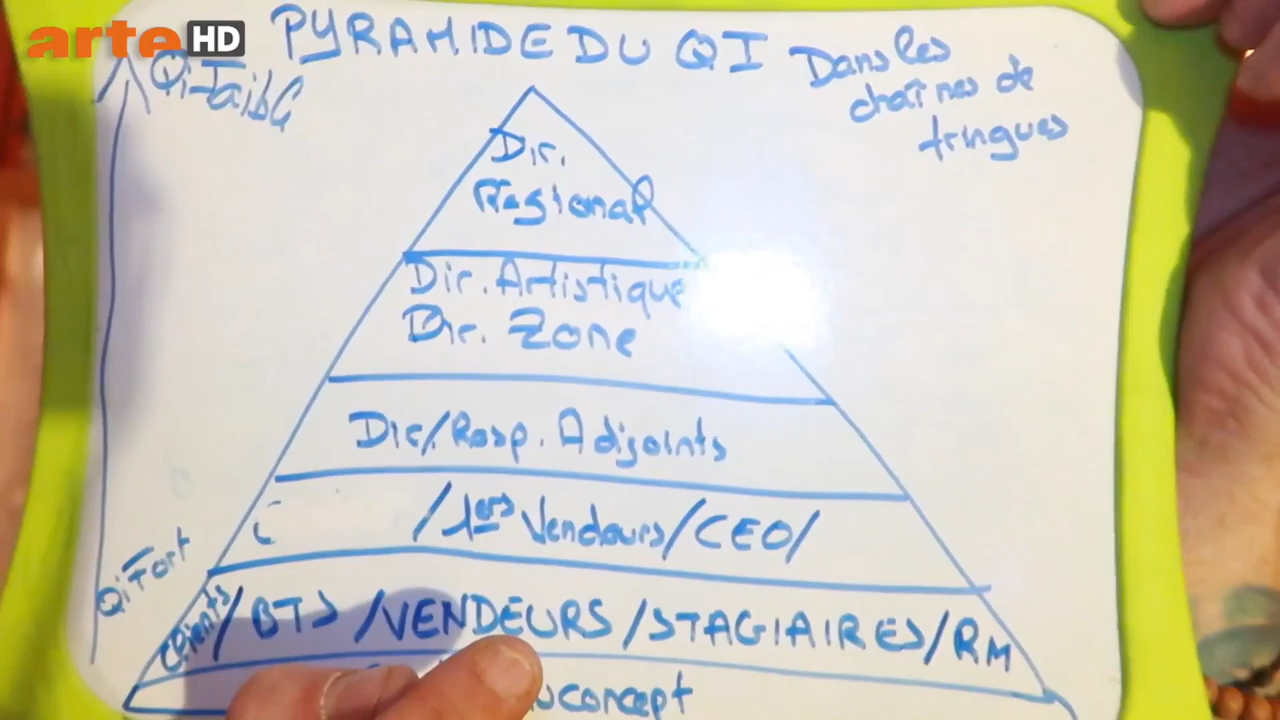 arte HD
PYRAMIDE DU QI Dans les
chaînes de
fringues
Qi Faible
Dir.
Régional
Dir. Artistique
Dir. Zone
Dir/Resp. Adjoints
/1ers Vendeurs/CEO/
Qi Fort
Clients/BTS/VENDEURS/STAGIAIRES/RM
concept